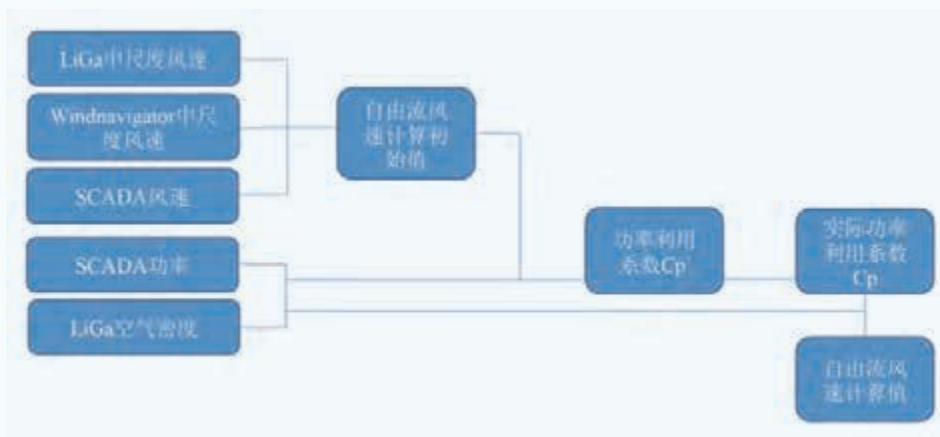 LiGa中尺度风速
Windnavigator中尺
度风速
SCADA风速
SCADA功率
LiGa空气密度
自由流风
速计算初
始值
功率利用
系数Cp'
实际功率
利用系数
Cp
自由流风
速计算值